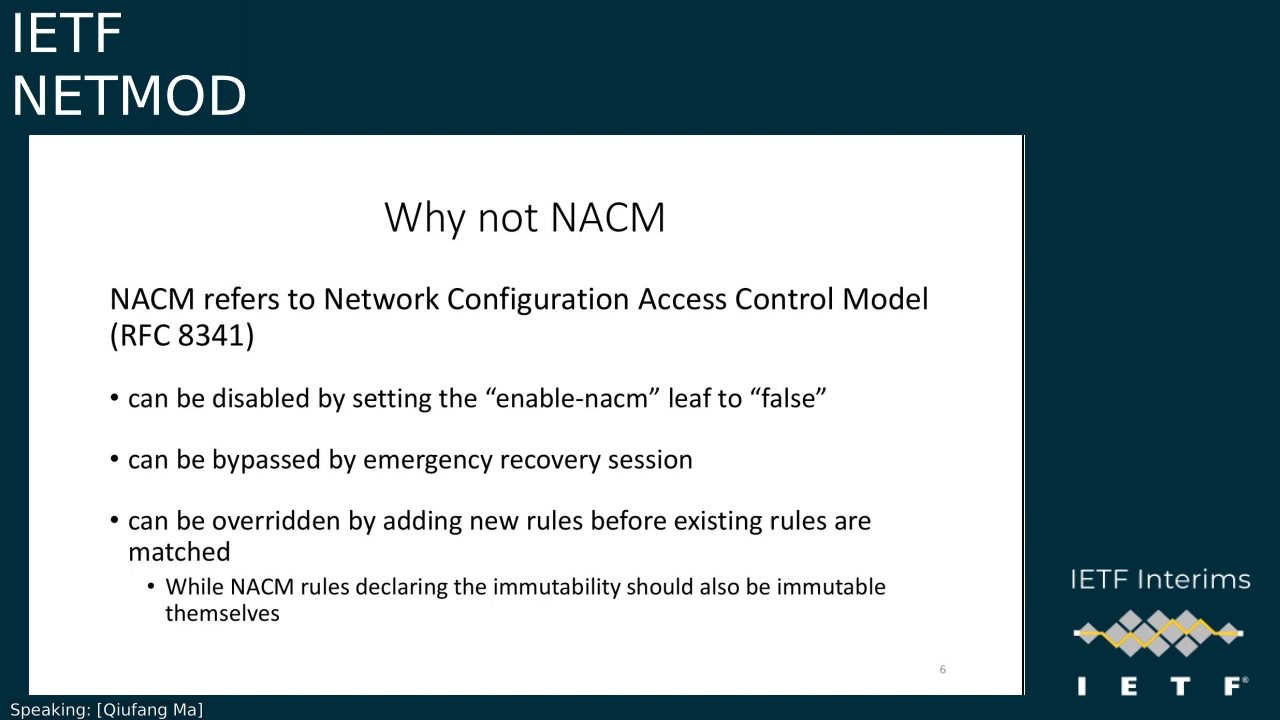 IETF
NETMOD
Why not NACM
NACM refers to Network Configuration Access Control Model
(RFC 8341)
• can be disabled by setting the “enable-nacm” leaf to “false”
• can be bypassed by emergency recovery session
• can be overridden by adding new rules before existing rules are
matched
• While NACM rules declaring the immutability should also be immutable
themselves
6
IETF Interims
I E T F®
Speaking: [Qiufang Ma]